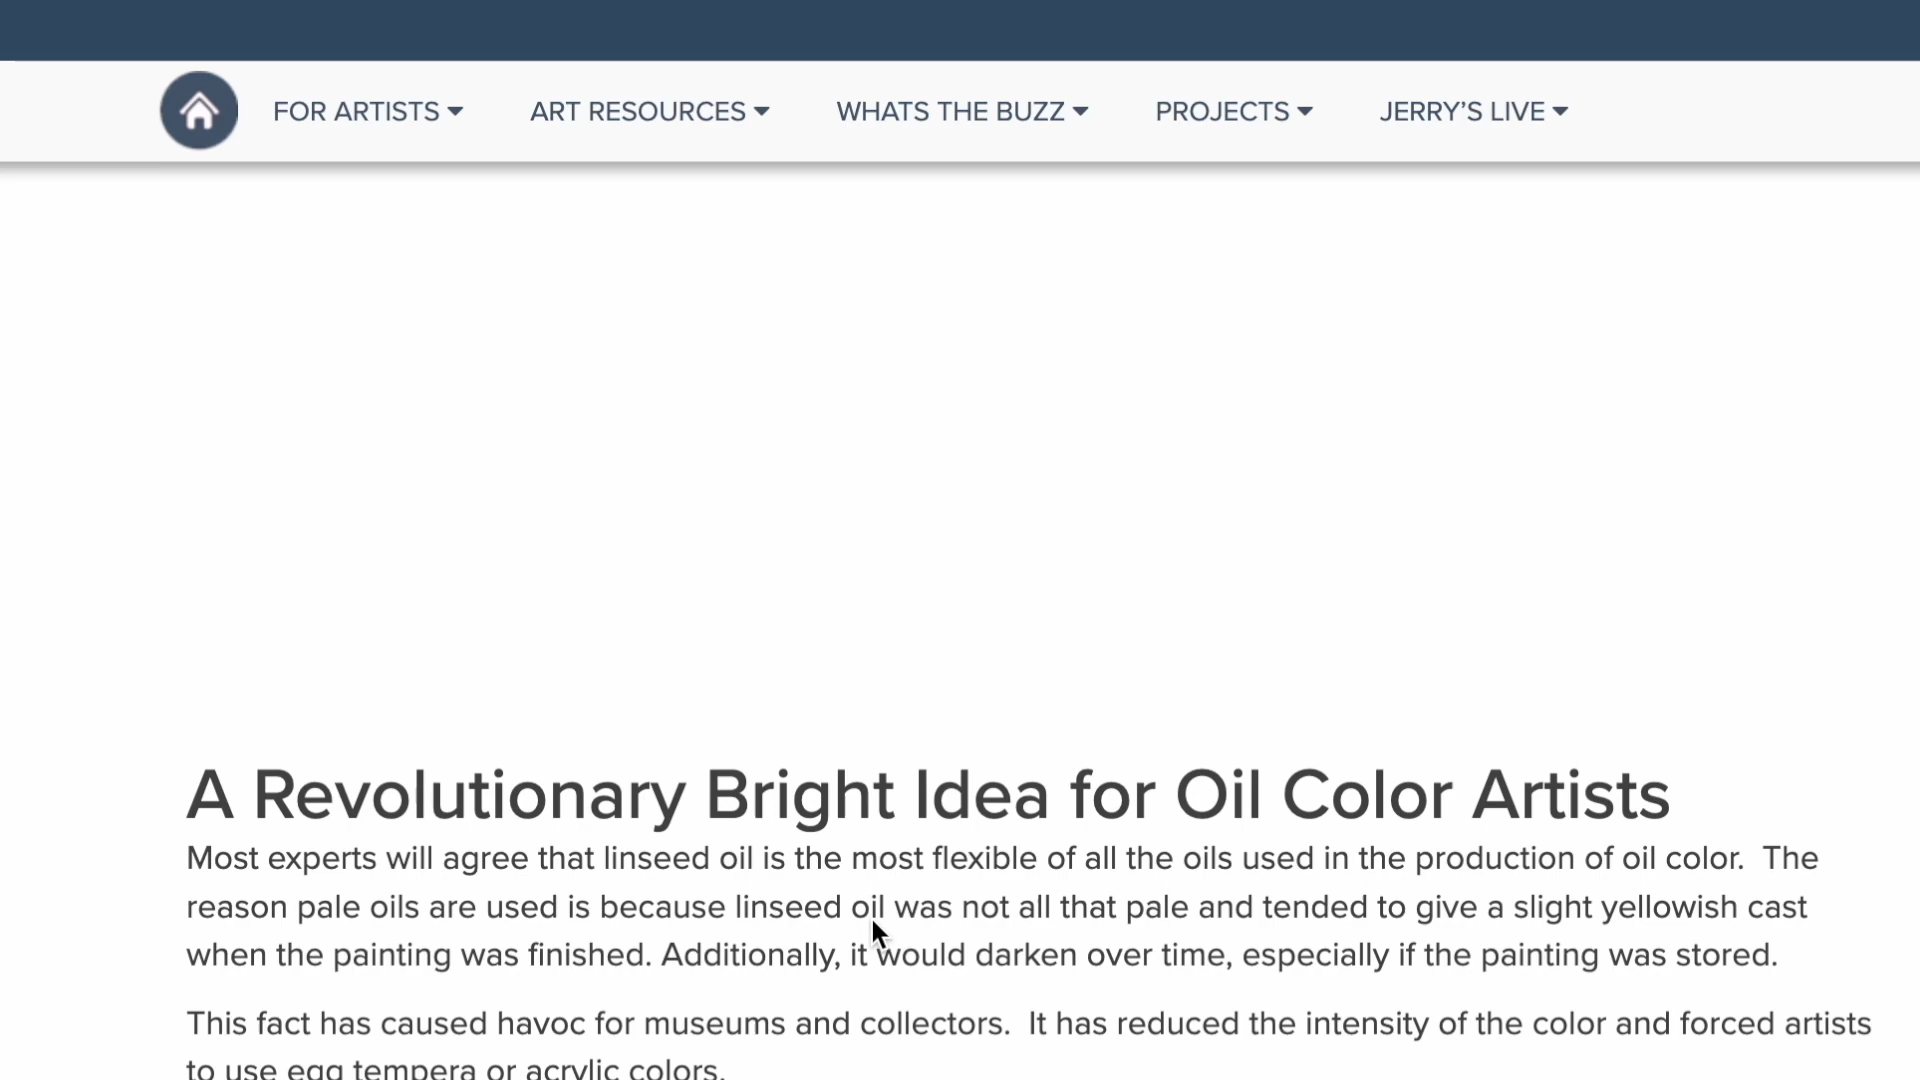 FOR ARTISTS ART RESOURCES WHATS THE BUZZ PROJECTS JERRY’S LIVE
A Revolutionary Bright Idea for Oil Color Artists
Most experts will agree that linseed oil is the most flexible of all the oils used in the production of oil color.  The
reason pale oils are used is because linseed oil was not all that pale and tended to give a slight yellowish cast
when the painting was finished. Additionally, it would darken over time, especially if the painting was stored.
This fact has caused havoc for museums and collectors.  It has reduced the intensity of the color and forced artists
to use egg tempera or acrylic colors.